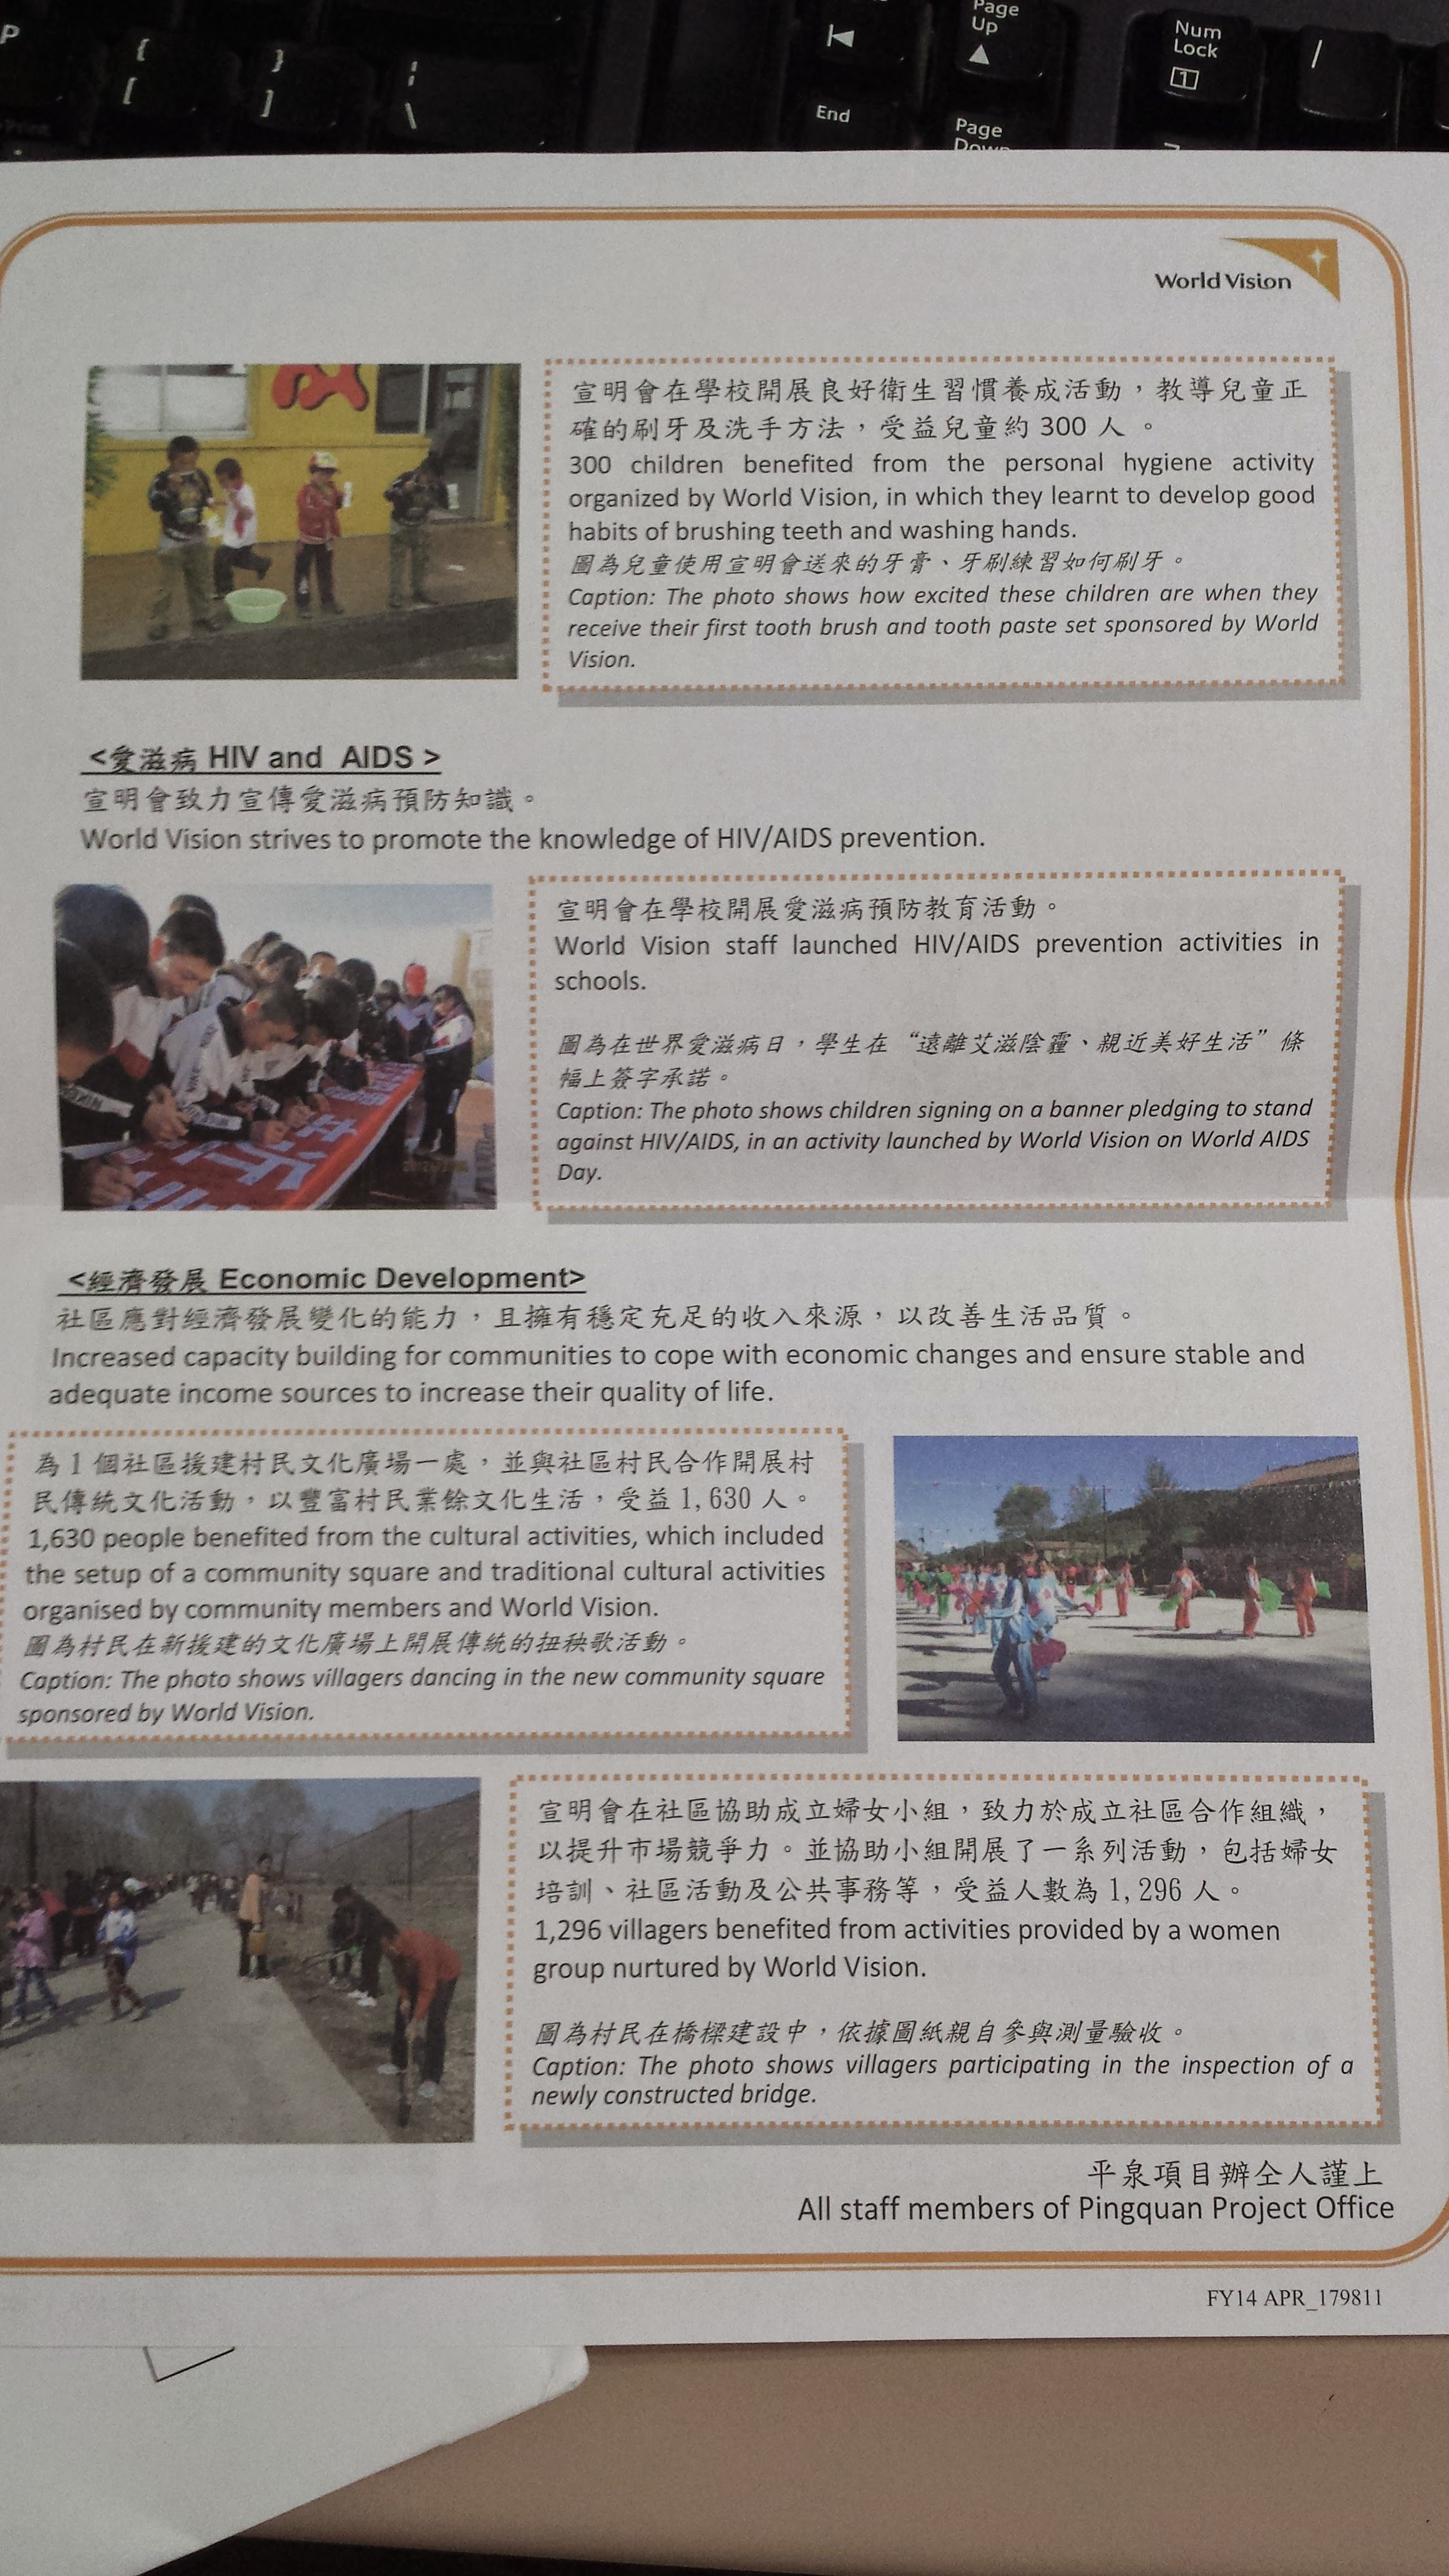 P
{
[
}
]
¦
\
End
Page
Up
Page
Down
Num
Lock
1
/
World Vision
宣明會在學校開展良好衛生習慣養成活動，教導兒童正
確的刷牙及洗手方法，受益兒童約 300 人 。
300 children benefited from the personal hygiene activity
organized by World Vision, in which they learnt to develop good
habits of brushing teeth and washing hands.
圖為兒童使用宣明會送來的牙膏、牙刷練習如何刷牙。
Caption: The photo shows how excited these children are when they
receive their first tooth brush and tooth paste set sponsored by World
Vision.
<愛滋病 HIV and AIDS >
宣明會致力宣傳愛滋病預防知識。
World Vision strives to promote the knowledge of HIV/AIDS prevention.
宣明會在學校開展愛滋病預防教育活動。
World Vision staff launched HIV/AIDS prevention activities in
schools.
圖為在世界愛滋病日，學生在 “遠離艾滋陰霾、親近美好生活” 條
幅上簽字承諾。
Caption: The photo shows children signing on a banner pledging to stand
against HIV/AIDS, in an activity launched by World Vision on World AIDS
Day.
<經濟發展 Economic Development>
社區應對經濟發展變化的能力，且擁有穩定充足的收入來源，以改善生活品質。
Increased capacity building for communities to cope with economic changes and ensure stable and
adequate income sources to increase their quality of life.
為 1 個社區援建村民文化廣場一處，並與社區村民合作開展村
民傳統文化活動，以豐富村民業餘文化生活，受益 1,630 人。
1,630 people benefited from the cultural activities, which included
the setup of a community square and traditional cultural activities
organised by community members and World Vision.
圖為村民在新援建的文化廣場上開展傳統的扭秧歌活動。
Caption: The photo shows villagers dancing in the new community square
sponsored by World Vision.
宣明會在社區協助成立婦女小組，致力於成立社區合作組織，
以提升市場競爭力。並協助小組開展了一系列活動，包括婦女
培訓、社區活動及公共事務等，受益人數為 1,296 人。
1,296 villagers benefited from activities provided by a women
group nurtured by World Vision.
圖為村民在橋樑建設中，依據圖紙親自參與測量驗收。
Caption: The photo shows villagers participating in the inspection of a
newly constructed bridge.
平泉項目辦仝人謹上
All staff members of Pingquan Project Office
FY14 APR_179811